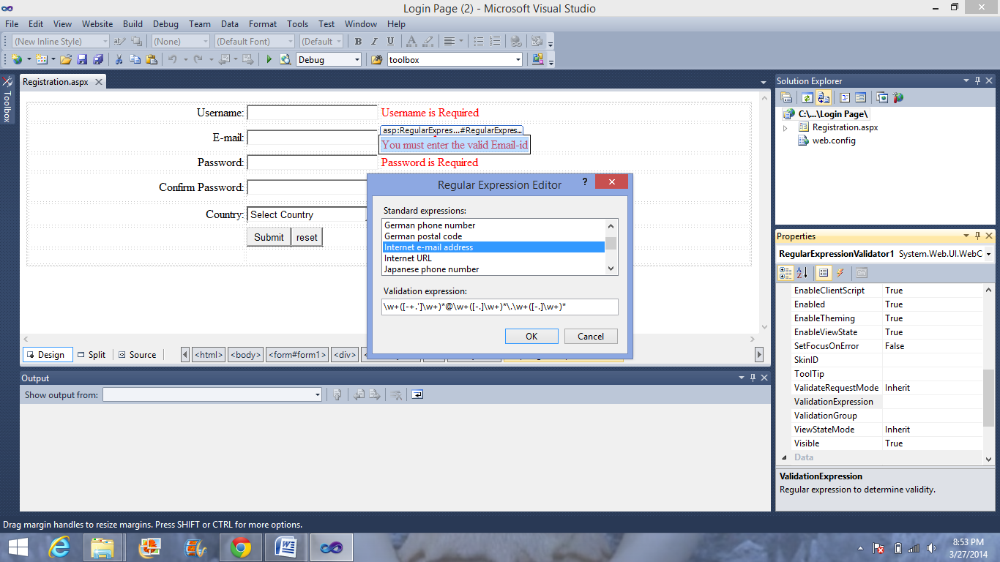 Login Page (2) - Microsoft Visual Studio
File Edit View Website Build Debug Team Data Format Tools Test Window Help
(New Inline Style) (None) (Default Font) (Default B I U
Debug toolbox
Toolbox
Registration.aspx
Username: Username is Required
E-mail: asp:RegularExpres...#RegularExpres...
You must enter the valid Email-id
Password: Password is Required
Confirm Password:
Country: Select Country
Submit reset
Regular Expression Editor ?
Standard expressions:
German phone number
German postal code
Internet e-mail address
Internet URL
Japanese phone number
Validation expression:
\w+([-+.']\w+)*@\w+([-.]\w+)*\.\w+([-.]\w+)*
OK Cancel
Design Split Source <html> <body> <form#form1> <div>
Output
Show output from:
Solution Explorer
C:\...\Login Page\
Registration.aspx
web.config
Properties
RegularExpressionValidator1 System.Web.UI.WebC
EnableClientScript True
Enabled True
EnableTheming True
EnableViewState True
SetFocusOnError False
SkinID
ToolTip
ValidateRequestMode Inherit
ValidationExpression
ValidationGroup
ViewStateMode Inherit
Visible True
Data
ValidationExpression
Regular expression to determine validity.
Drag margin handles to resize margins. Press SHIFT or CTRL for more options.
8:53 PM
3/27/2014